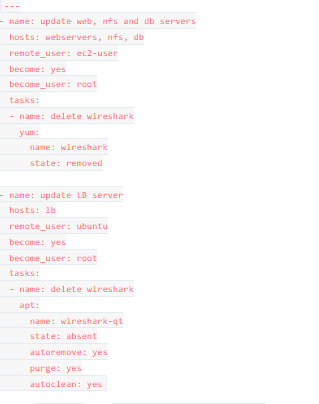 ---
- name: update web, nfs and db servers
  hosts: webservers, nfs, db
  remote_user: ec2-user
  become: yes
  become_user: root
  tasks:
  - name: delete wireshark
    yum:
      name: wireshark
      state: removed

- name: update LB server
  hosts: lb
  remote_user: ubuntu
  become: yes
  become_user: root
  tasks:
  - name: delete wireshark
    apt:
      name: wireshark-qt
      state: absent
      autoremove: yes
      purge: yes
      autoclean: yes